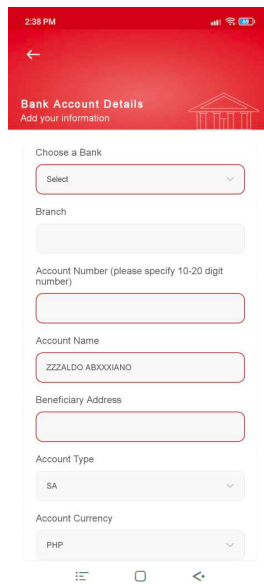 2:38 PM
69
Bank Account Details
Add your information
Choose a Bank
Select
Branch
Account Number (please specify 10-20 digit
number)
Account Name
ZZZALDO ABXXXIANO
Beneficiary Address
Account Type
SA
Account Currency
PHP